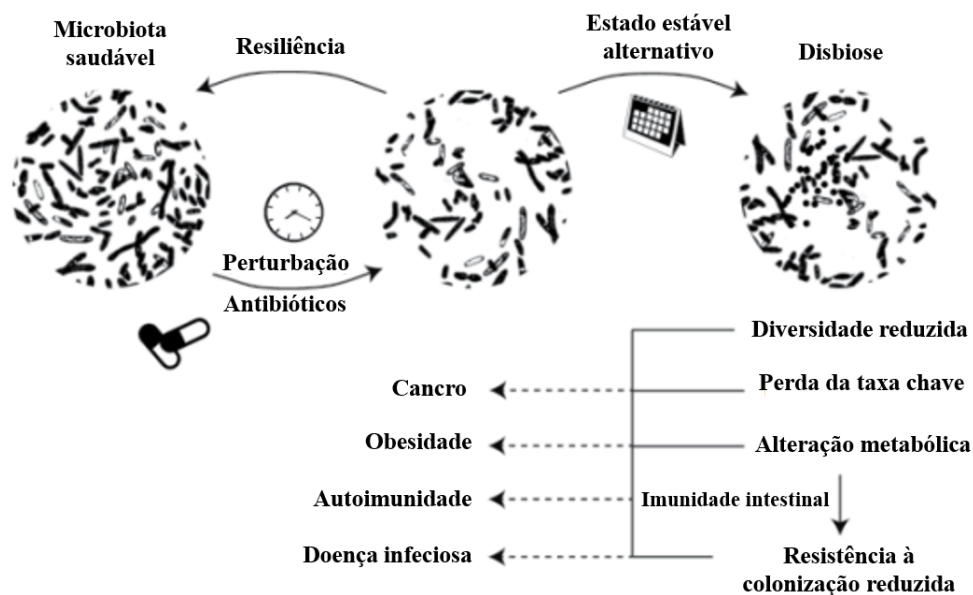 Microbiota
saudável
Resiliência
Estado estável
alternativo
Disbiose
Perturbação
Antibióticos
Diversidade reduzida
Cancro
Perda da taxa chave
Obesidade
Alteração metabólica
Autoimunidade
Imunidade intestinal
Doença infeciosa
Resistência à
colonização reduzida